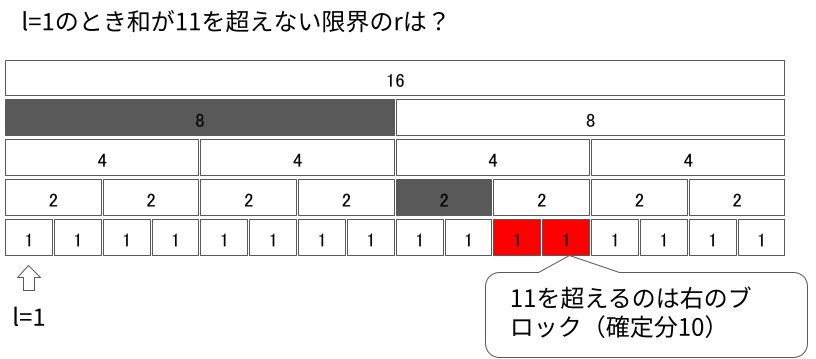 l=1のとき和が11を超えない限界のrは？
16
8 8
4 4 4 4
2 2 2 2 2 2 2 2
1 1 1 1 1 1 1 1 1 1 1 1 1 1 1 1
l=1
11を超えるのは右のブ
ロック（確定分10）